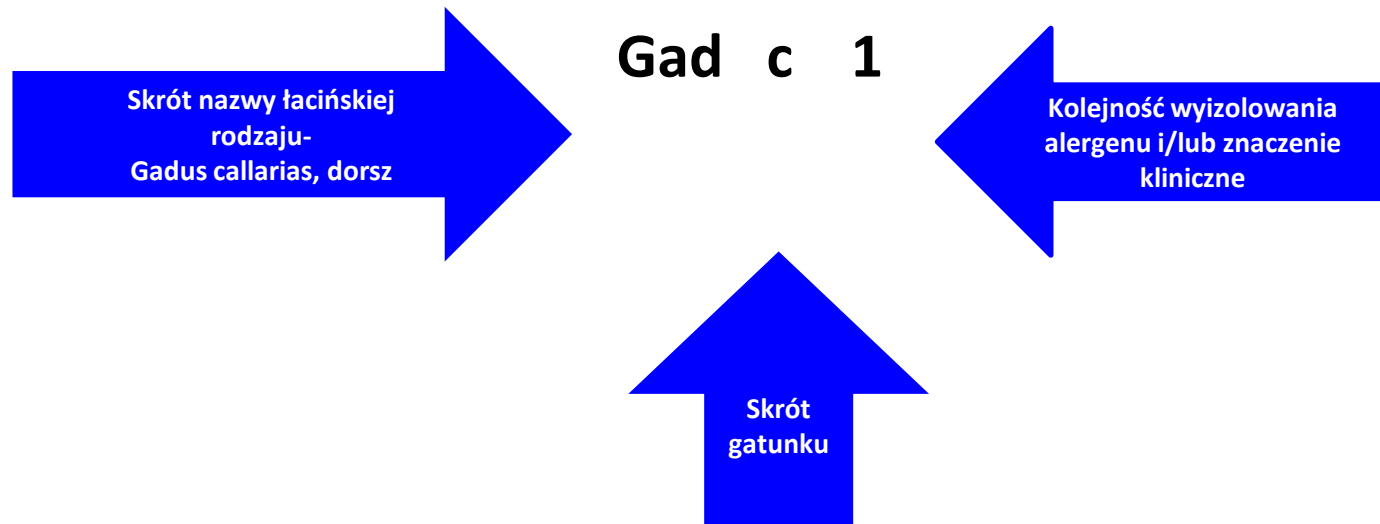 Gad c 1
Skrót nazwy łacińskiej
rodzaju-
Gadus callarias, dorsz
Kolejność wyizolowania
alergenu i/lub znaczenie
kliniczne
Skrót
gatunku